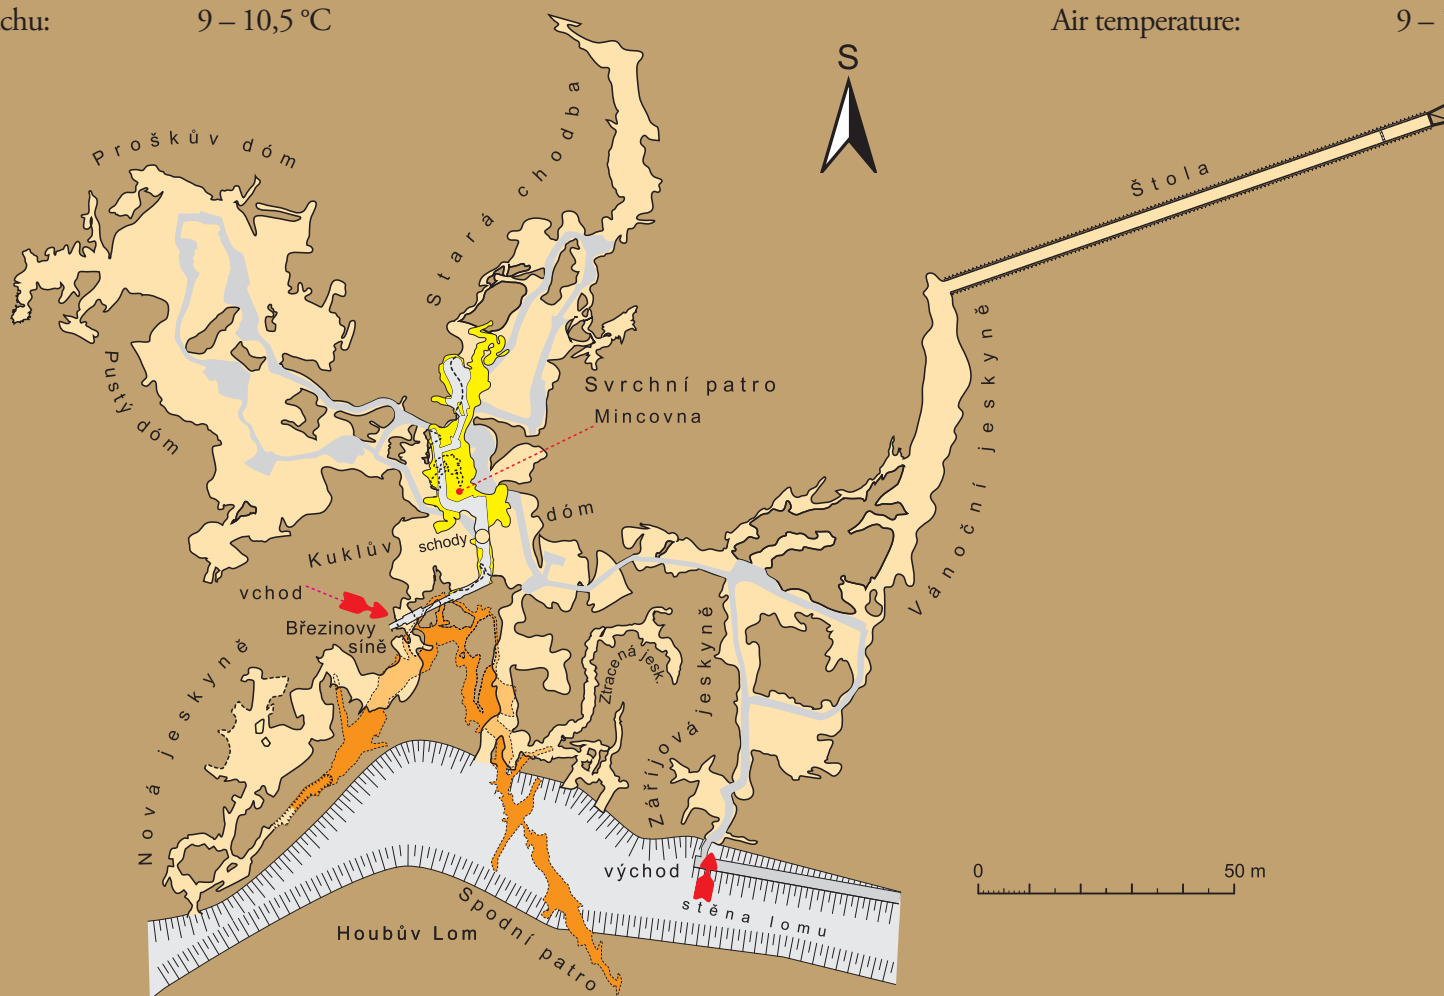 chu: 9 – 10,5 °C Air temperature: 9 –
S
Proškův dóm
Stará chodba
Štola
Pustý dóm
Svrchní patro
Mincovna
Vánoční jeskyně
dóm
Kuklův
schody
vchod
Březinovy
síně
Nová jeskyně
Ztracená jesk.
Zářijová jeskyně
východ
stěna lomu
0 50 m
Houbův Lom
Spodní patro